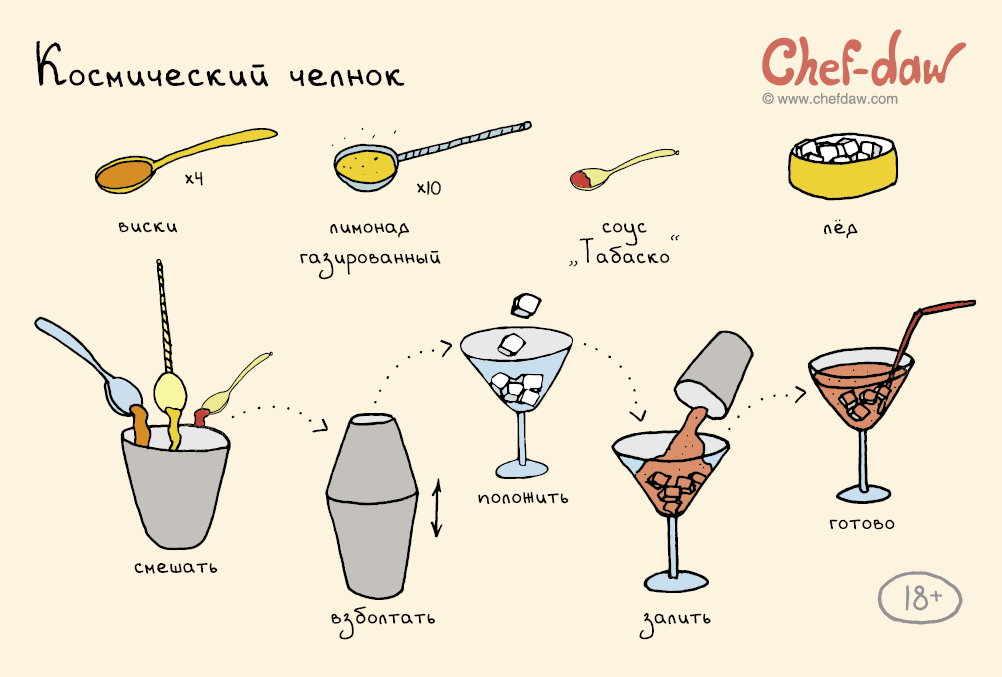 Космический челнок
Chef-daw
© www.chefdaw.com
x4
x10
виски
лимонад
газированный
соус
„Табаско“
лёд
смешать
взболтать
положить
залить
готово
18+